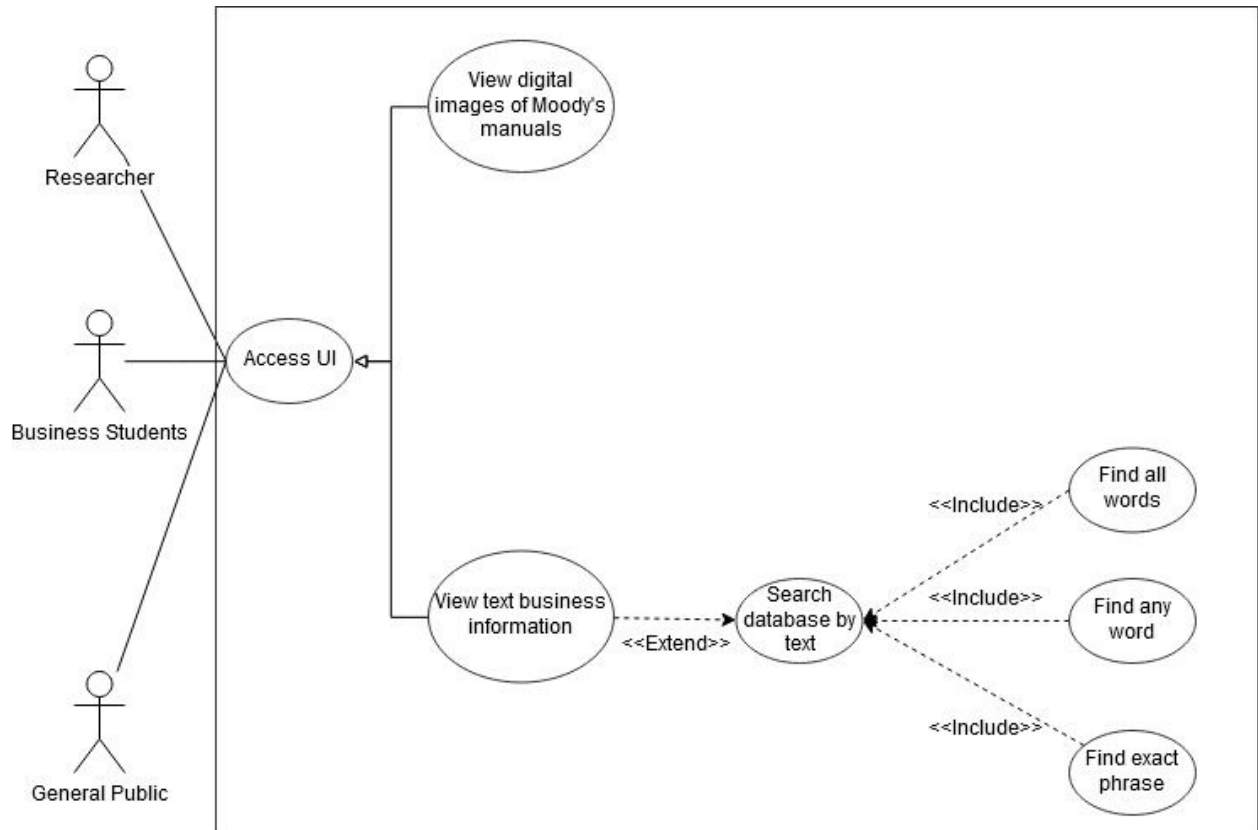 View digital
images of Moody's
manuals
Researcher
Access UI
Business Students
Find all
words
<<Include>>
View text business
information
<<Extend>>
Search
database by
text
<<Include>>
Find any
word
<<Include>>
Find exact
phrase
General Public